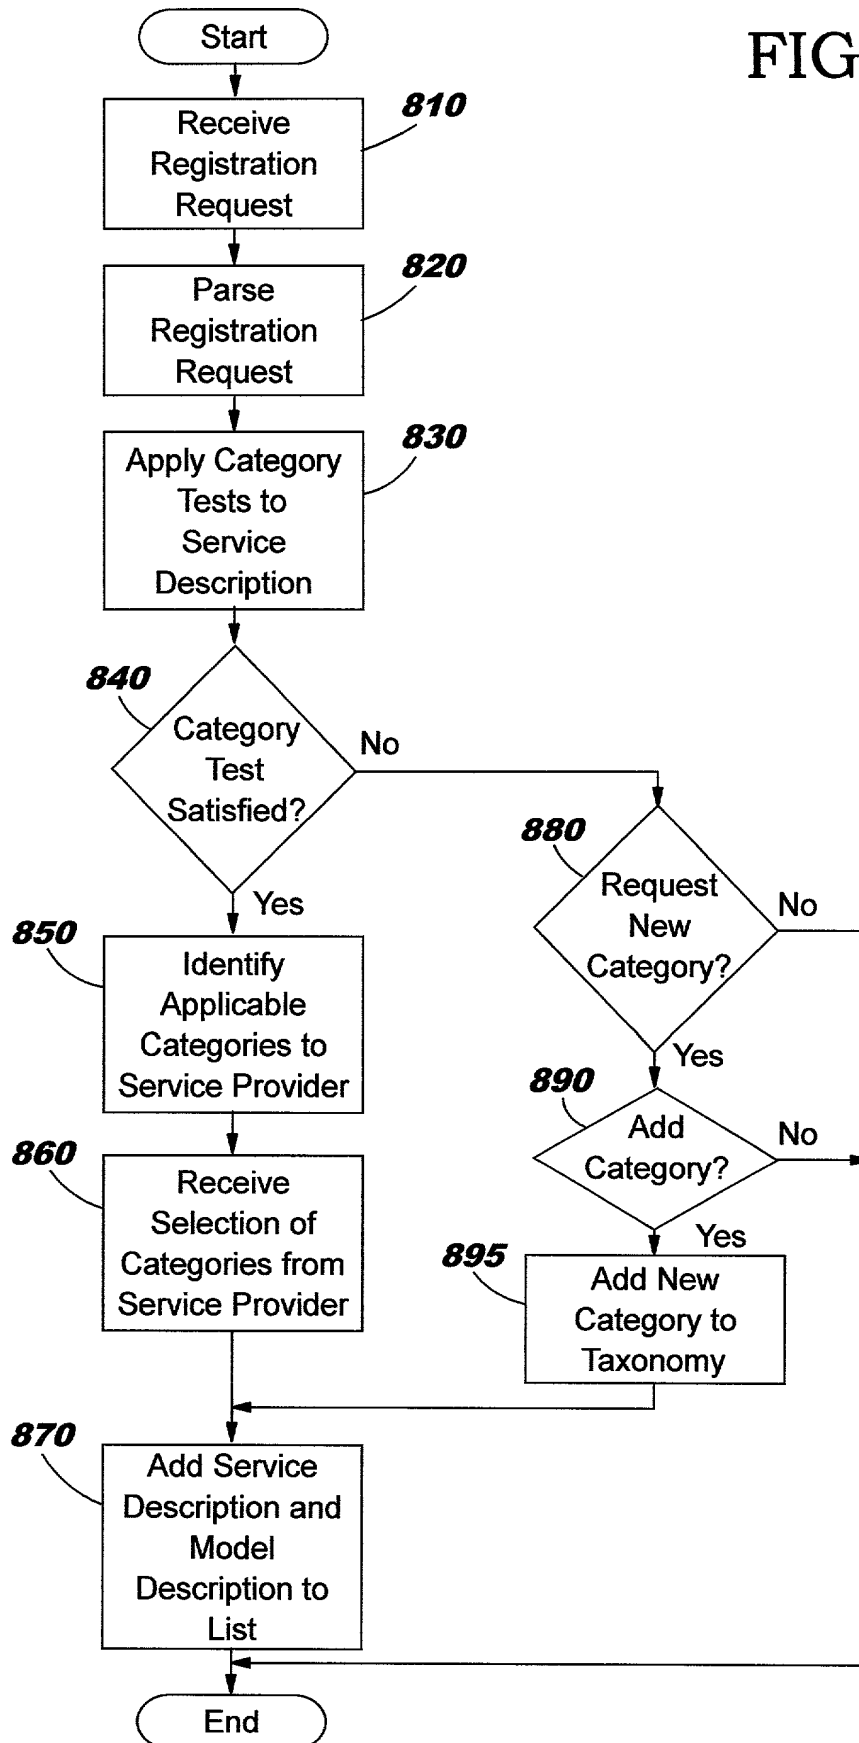 Start
FIG
810
Receive
Registration
Request
820
Parse
Registration
Request
830
Apply Category
Tests to
Service
Description
840
Category
Test
Satisfied?
No
Yes
850
Identify
Applicable
Categories to
Service Provider
860
Receive
Selection of
Categories from
Service Provider
880
Request
New
Category?
No
Yes
890
Add
Category?
No
Yes
895
Add New
Category to
Taxonomy
870
Add Service
Description and
Model
Description to
List
End